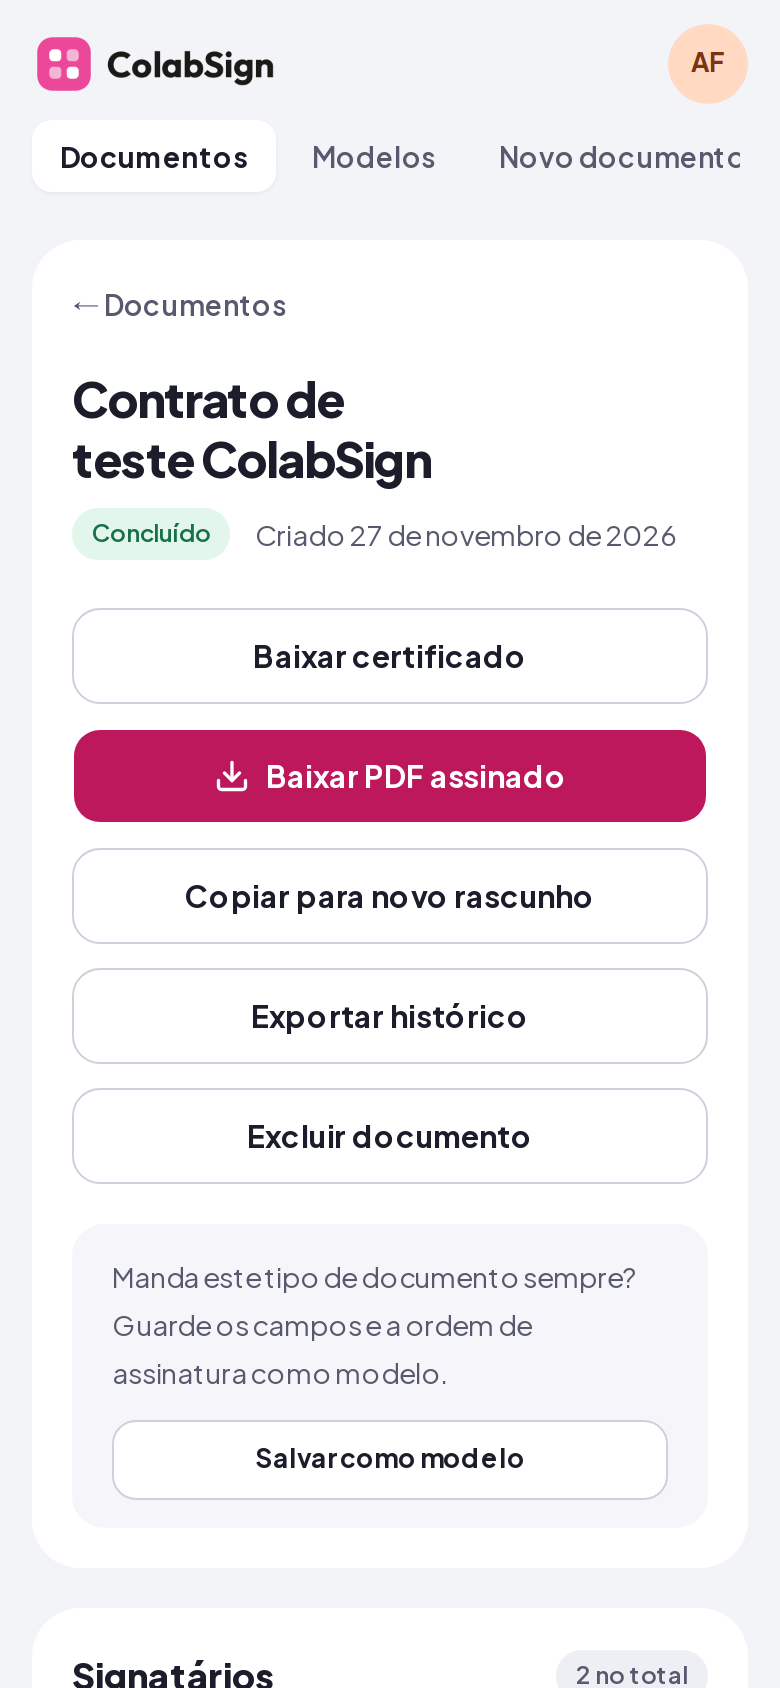 ColabSign
AF
Documentos
Modelos
Novo documento
← Documentos
Contrato de
teste ColabSign
Concluído
Criado 27 de novembro de 2026
Baixar certificado
Baixar PDF assinado
Copiar para novo rascunho
Exportar histórico
Excluir documento
Manda este tipo de documento sempre?
Guarde os campos e a ordem de
assinatura como modelo.
Salvar como modelo
Signatários
2 no total